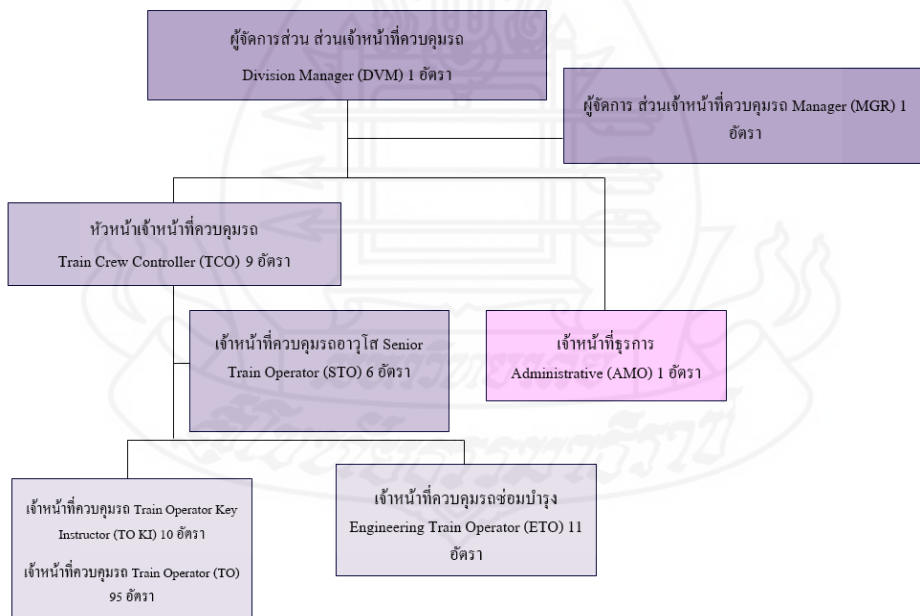 ผู้จัดการส่วน ส่วนเจ้าหน้าที่ควบคุมรถ
Division Manager (DVM) 1 อัตรา
ผู้จัดการ ส่วนเจ้าหน้าที่ควบคุมรถ Manager (MGR) 1
อัตรา
หัวหน้าเจ้าหน้าที่ควบคุมรถ
Train Crew Controller (TCO) 9 อัตรา
เจ้าหน้าที่ควบคุมรถอาวุโส Senior
Train Operator (STO) 6 อัตรา
เจ้าหน้าที่ธุรการ
Administrative (AMO) 1 อัตรา
เจ้าหน้าที่ควบคุมรถ Train Operator Key
Instructor (TO KI) 10 อัตรา
เจ้าหน้าที่ควบคุมรถ Train Operator (TO)
95 อัตรา
เจ้าหน้าที่ควบคุมรถซ่อมบำรุง
Engineering Train Operator (ETO) 11
อัตรา